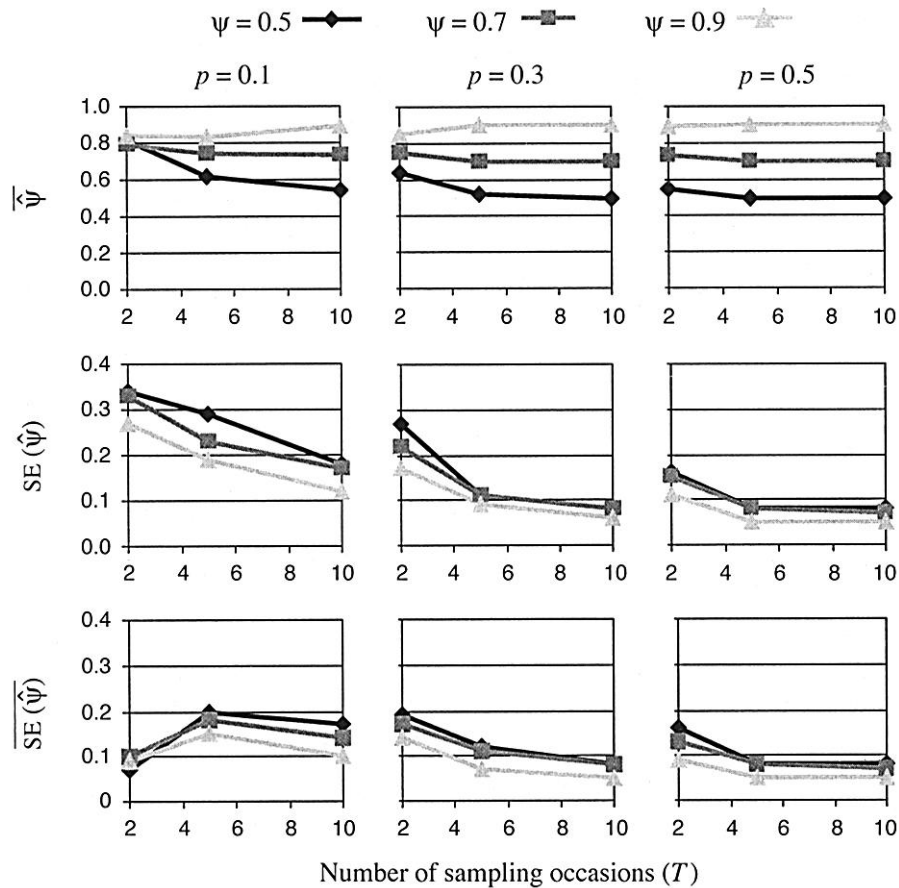 ψ = 0.5 ψ = 0.7 ψ = 0.9
p = 0.1 p = 0.3 p = 0.5
1.0
0.8
0.6
0.4
0.2
0.0
ψ̂
2 4 6 8 10 2 4 6 8 10 2 4 6 8 10
0.4
0.3
0.2
0.1
0.0
SE (ψ̂)
2 4 6 8 10 2 4 6 8 10 2 4 6 8 10
0.4
0.3
0.2
0.1
0
SE (ψ̂)
2 4 6 8 10 2 4 6 8 10 2 4 6 8 10
Number of sampling occasions (T)